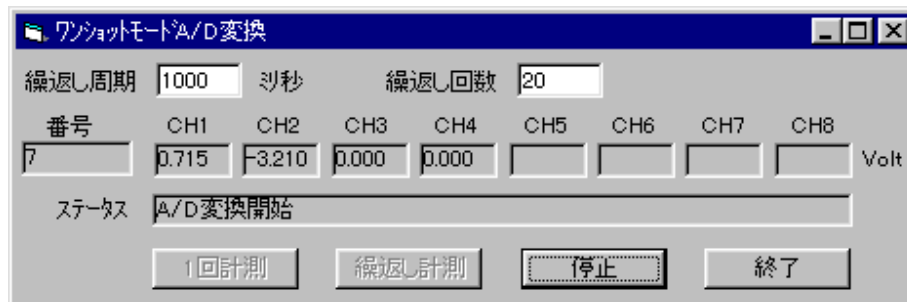 ワンショットモードA/D変換
繰返し周期 1000 ミリ秒 繰返し回数 20
番号 CH1 CH2 CH3 CH4 CH5 CH6 CH7 CH8
7 0.715 -3.210 0.000 0.000 Volt
ステータス A/D変換開始
1回計測 繰返し計測 停止 終了